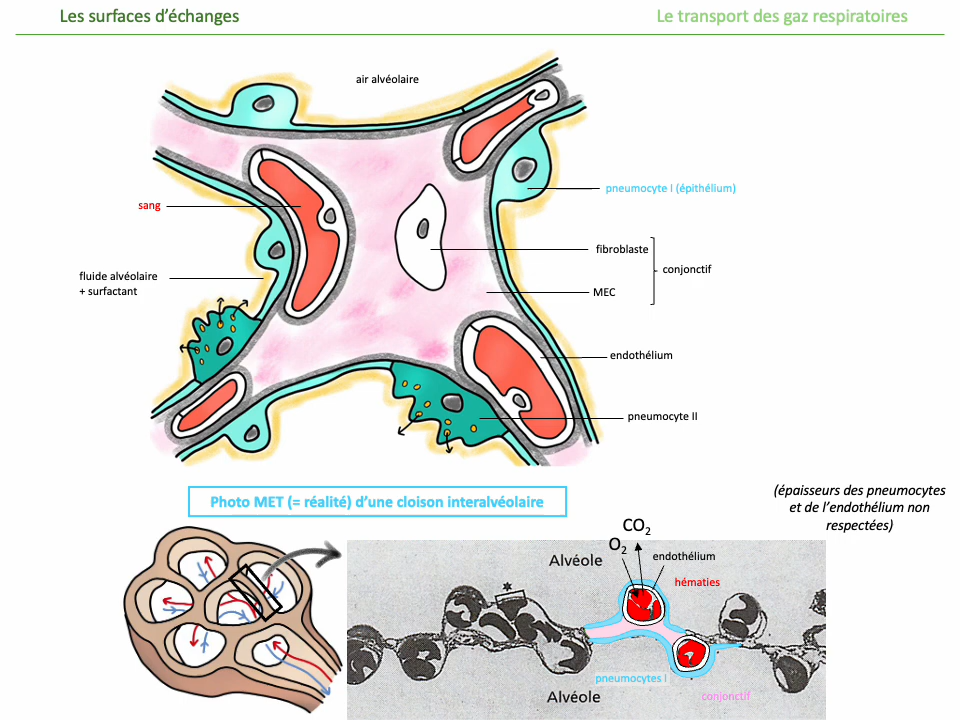 Les surfaces d’échanges
Le transport des gaz respiratoires
air alvéolaire
pneumocyte I (épithélium)
sang
fibroblaste
conjonctif
fluide alvéolaire
+ surfactant
MEC
endothélium
pneumocyte II
Photo MET (= réalité) d’une cloison interalvéolaire
(épaisseurs des pneumocytes
et de l’endothélium non
respectées)
CO2
O2
endothélium
Alvéole
hématies
pneumocytes I
Alvéole
conjonctif